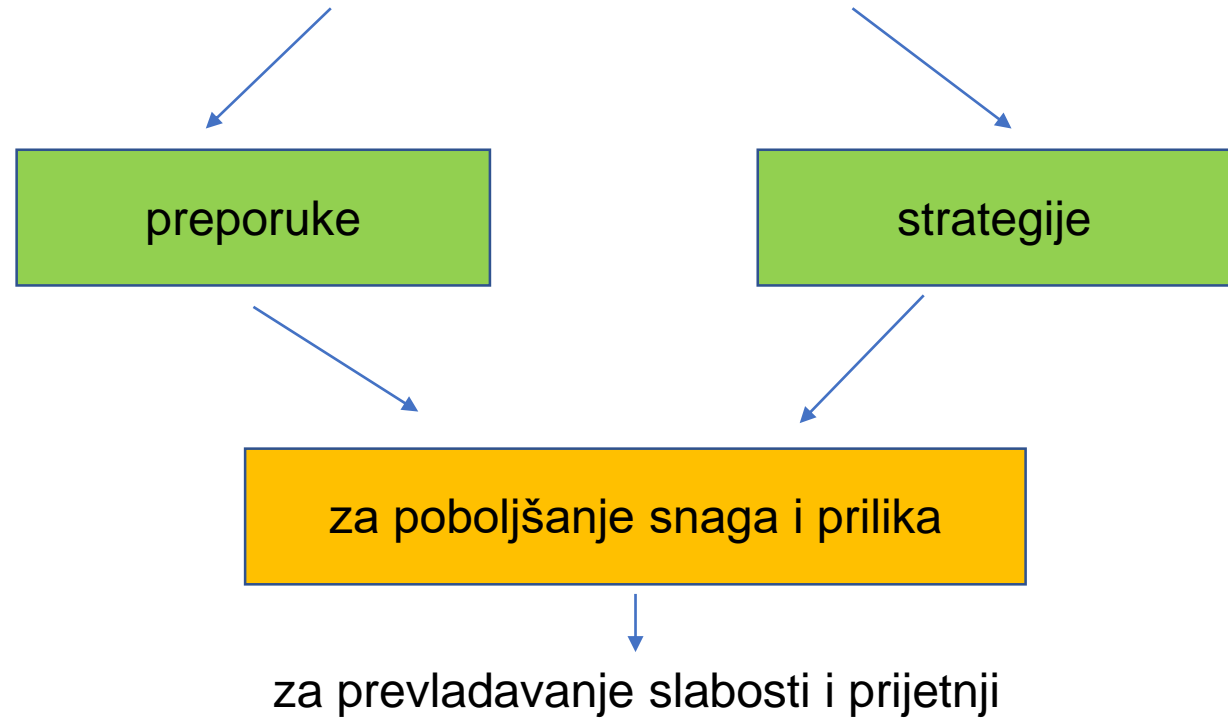 preporuke
strategije
za poboljšanje snaga i prilika
za prevladavanje slabosti i prijetnji